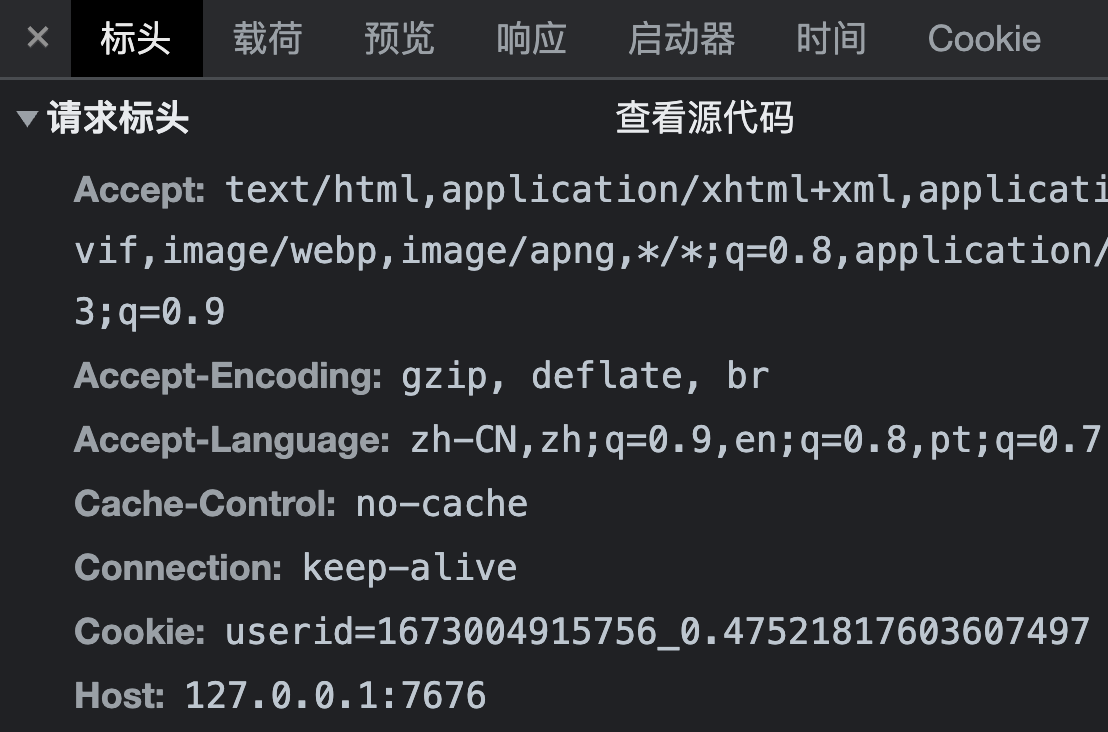 × 标头 载荷 预览 响应 启动器 时间 Cookie
▼请求标头 查看源代码
Accept: text/html,application/xhtml+xml,applicati
vif,image/webp,image/apng,*/*;q=0.8,application/
3;q=0.9
Accept-Encoding: gzip, deflate, br
Accept-Language: zh-CN,zh;q=0.9,en;q=0.8,pt;q=0.7
Cache-Control: no-cache
Connection: keep-alive
Cookie: userid=1673004915756_0.47521817603607497
Host: 127.0.0.1:7676